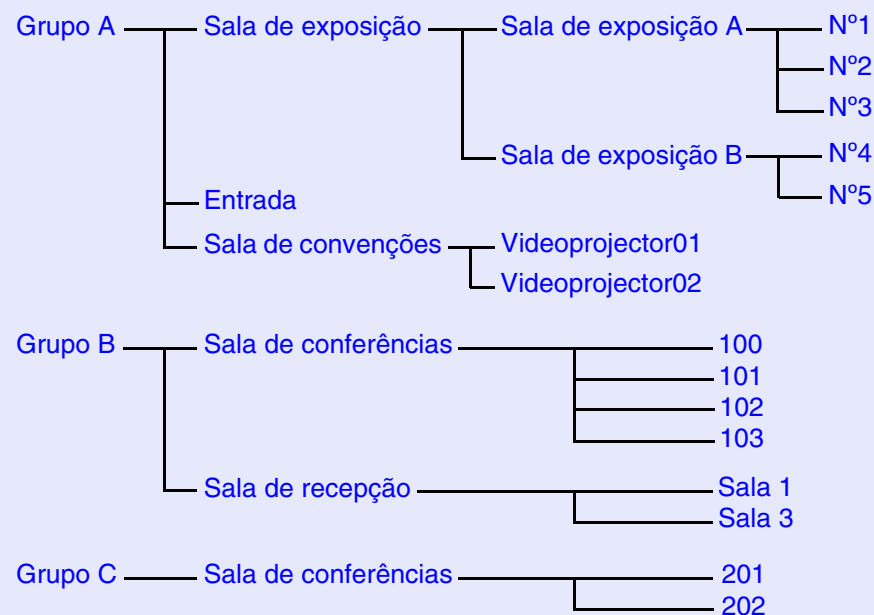 Grupo A Sala de exposição Sala de exposição A Nº1
Nº2
Nº3
Sala de exposição B Nº4
Nº5
Entrada
Sala de convenções Videoprojector01
Videoprojector02
Grupo B Sala de conferências 100
101
102
103
Sala de recepção Sala 1
Sala 3
Grupo C Sala de conferências 201
202